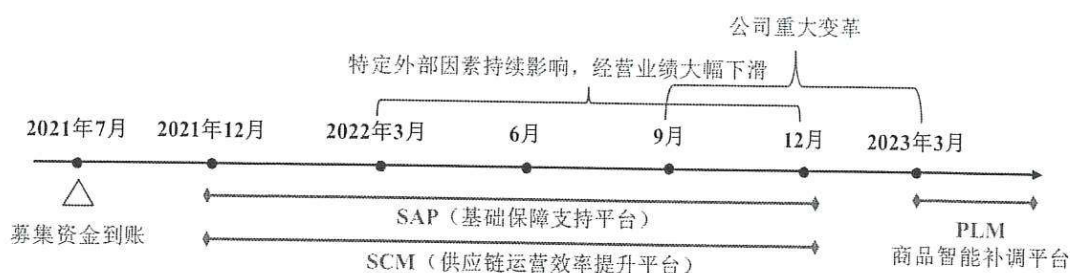 公司重大变革
特定外部因素持续影响，经营业绩大幅下滑
2021年7月 2021年12月 2022年3月 6月 9月 12月 2023年3月
募集资金到账
SAP（基础保障支持平台）
SCM（供应链运营效率提升平台）
PLM
商品智能补调平台